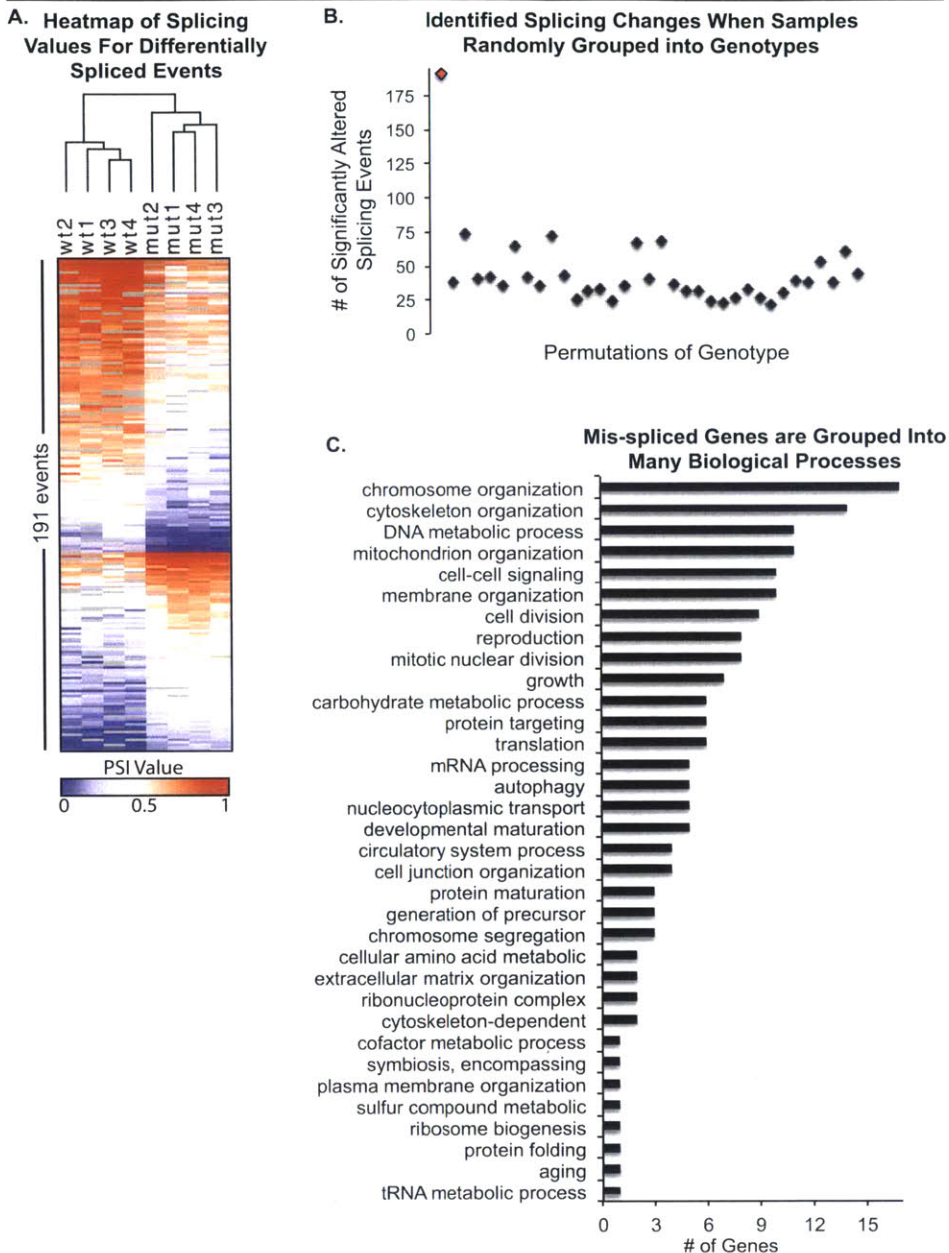 A. Heatmap of Splicing
Values For Differentially
Spliced Events
wt2
wt1
wt3
wt4
mut2
mut1
mut4
mut3
191 events
PSI Value
0 0.5 1
B. Identified Splicing Changes When Samples
Randomly Grouped into Genotypes
# of Significantly Altered
Splicing Events
175
150
125
100
75
50
25
0
Permutations of Genotype
C. Mis-spliced Genes are Grouped Into
Many Biological Processes
chromosome organization
cytoskeleton organization
DNA metabolic process
mitochondrion organization
cell-cell signaling
membrane organization
cell division
reproduction
mitotic nuclear division
growth
carbohydrate metabolic process
protein targeting
translation
mRNA processing
autophagy
nucleocytoplasmic transport
developmental maturation
circulatory system process
cell junction organization
protein maturation
generation of precursor
chromosome segregation
cellular amino acid metabolic
extracellular matrix organization
ribonucleoprotein complex
cytoskeleton-dependent
cofactor metabolic process
symbiosis, encompassing
plasma membrane organization
sulfur compound metabolic
ribosome biogenesis
protein folding
aging
tRNA metabolic process
0 3 6 9 12 15
# of Genes